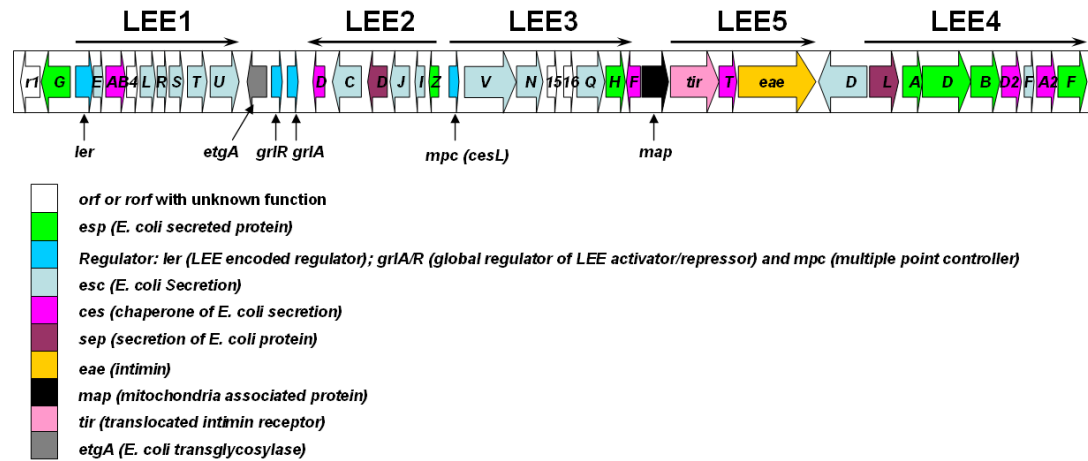 LEE1 LEE2 LEE3 LEE5 LEE4
r1 G E A B 4 L R S T U D C D J I Z V N 15 16 Q H F tir T eae D L A D B D2 F A2 F
ler etgA grlR grlA mpc (cesL) map
orf or rorf with unknown function
esp (E. coli secreted protein)
Regulator: ler (LEE encoded regulator); grlA/R (global regulator of LEE activator/repressor) and mpc (multiple point controller)
esc (E. coli Secretion)
ces (chaperone of E. coli secretion)
sep (secretion of E. coli protein)
eae (intimin)
map (mitochondria associated protein)
tir (translocated intimin receptor)
etgA (E. coli transglycosylase)